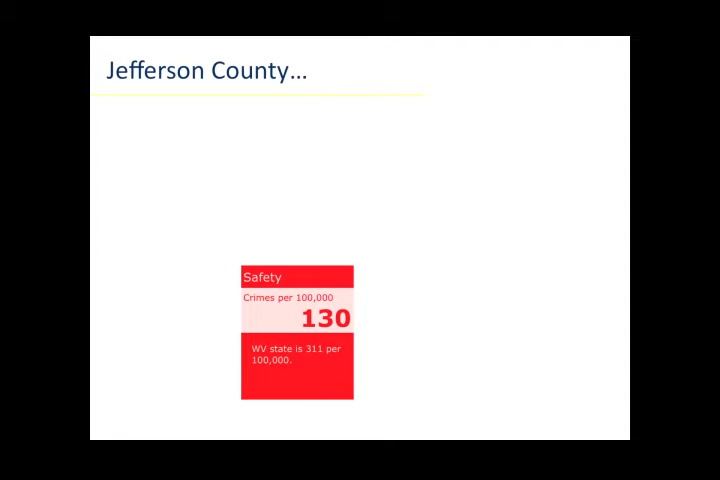 Jefferson County...
Safety
Crimes per 100,000
130
WV state is 311 per
100,000.